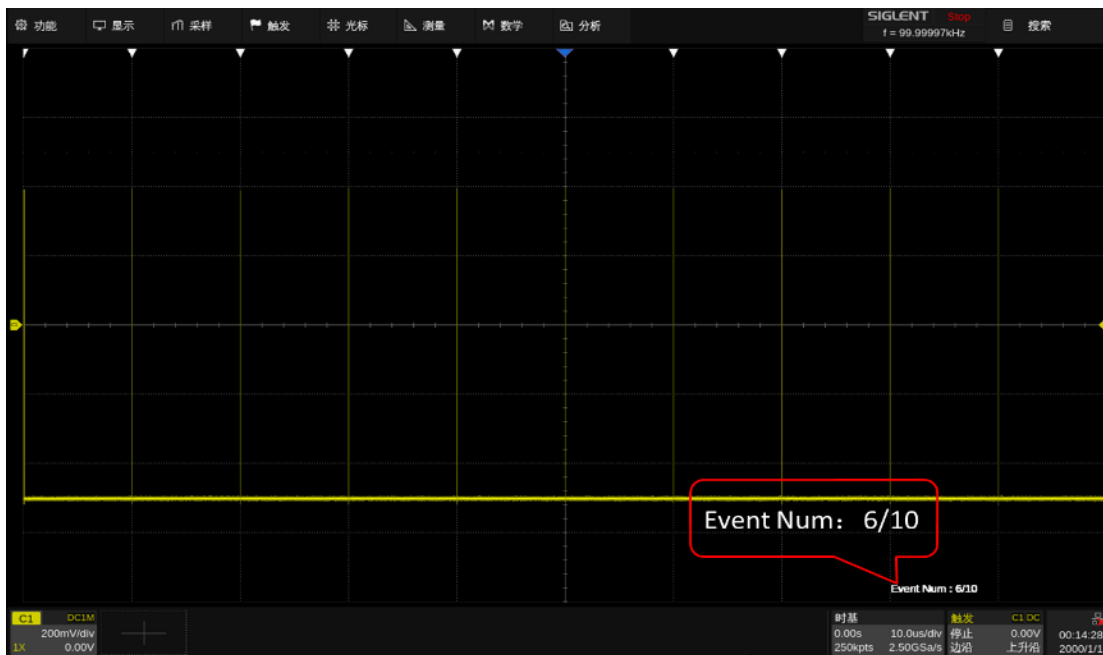 功能 显示 采样 触发 光标 测量 数学 分析 SIGLENT Stop 搜索
f = 99.99997kHz
Event Num： 6/10
Event Num : 6/10
C1 DC1M 时基 触发 C1 DC
200mV/div 0.00s 10.0us/div 停止 0.00V 00:14:28
1X 0.00V 250kpts 2.50GSa/s 边沿 上升沿 2000/1/1